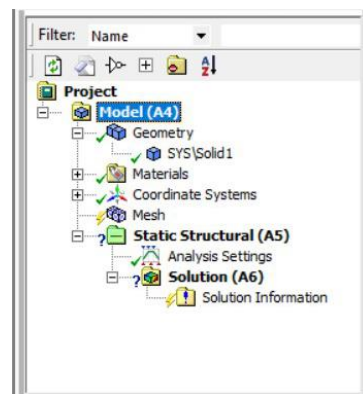 Filter: Name
Project
Model (A4)
Geometry
SYS\Solid1
Materials
Coordinate Systems
Mesh
Static Structural (A5)
Analysis Settings
Solution (A6)
Solution Information